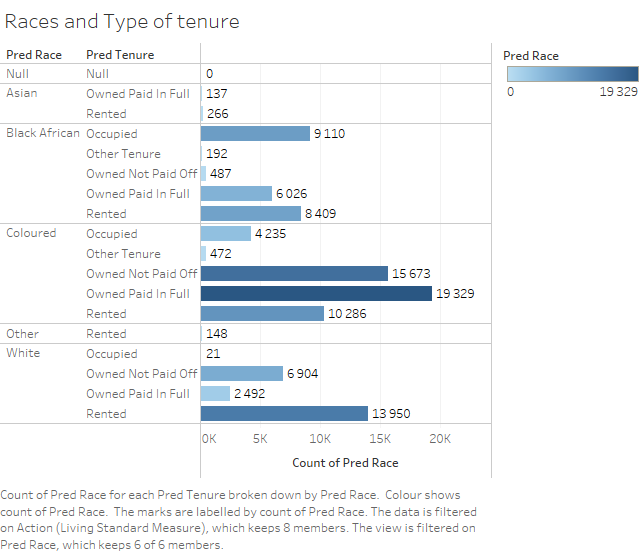 Races and Type of tenure
Pred Race Pred Tenure
Null Null 0
Asian Owned Paid In Full 137
Rented 266
Black African Occupied 9 110
Other Tenure 192
Owned Not Paid Off 487
Owned Paid In Full 6 026
Rented 8 409
Coloured Occupied 4 235
Other Tenure 472
Owned Not Paid Off 15 673
Owned Paid In Full 19 329
Rented 10 286
Other Rented 148
White Occupied 21
Owned Not Paid Off 6 904
Owned Paid In Full 2 492
Rented 13 950
0K 5K 10K 15K 20K
Count of Pred Race
Pred Race
0 19 329
Count of Pred Race for each Pred Tenure broken down by Pred Race. Colour shows
count of Pred Race. The marks are labelled by count of Pred Race. The data is filtered
on Action (Living Standard Measure), which keeps 8 members. The view is filtered on
Pred Race, which keeps 6 of 6 members.